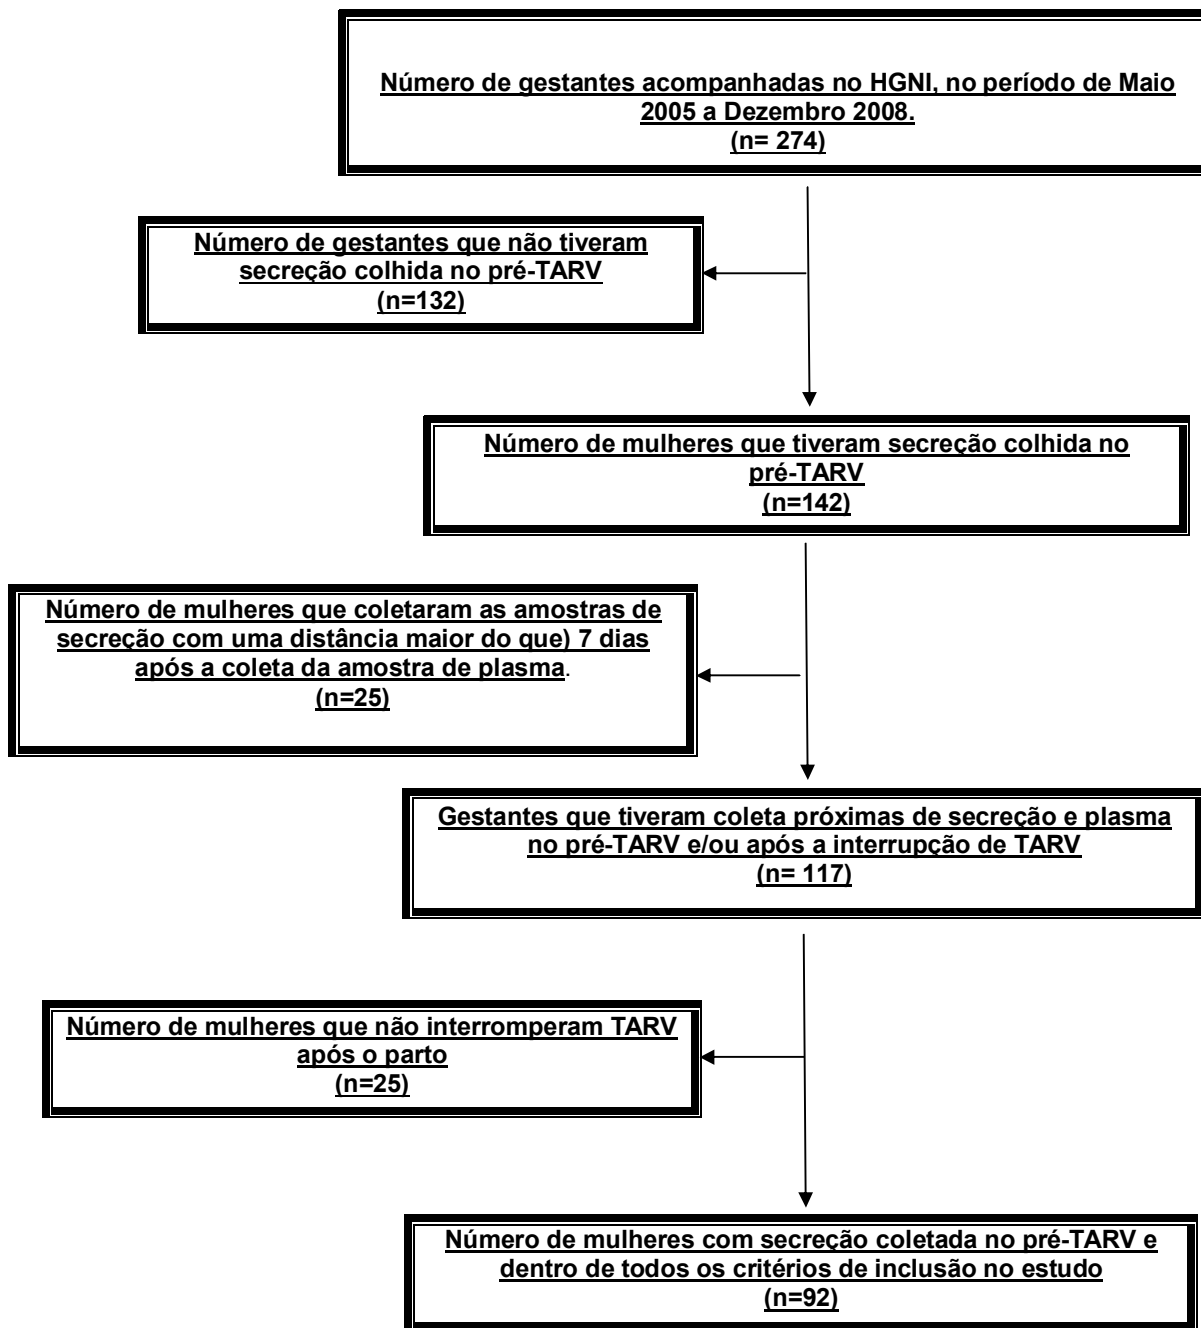 Número de gestantes acompanhadas no HGNI, no período de Maio
2005 a Dezembro 2008.
(n= 274)
Número de gestantes que não tiveram
secreção colhida no pré-TARV
(n=132)
Número de mulheres que tiveram secreção colhida no
pré-TARV
(n=142)
Número de mulheres que coletaram as amostras de
secreção com uma distância maior do que) 7 dias
após a coleta da amostra de plasma.
(n=25)
Gestantes que tiveram coleta próximas de secreção e plasma
no pré-TARV e/ou após a interrupção de TARV
(n= 117)
Número de mulheres que não interromperam TARV
após o parto
(n=25)
Número de mulheres com secreção coletada no pré-TARV e
dentro de todos os critérios de inclusão no estudo
(n=92)